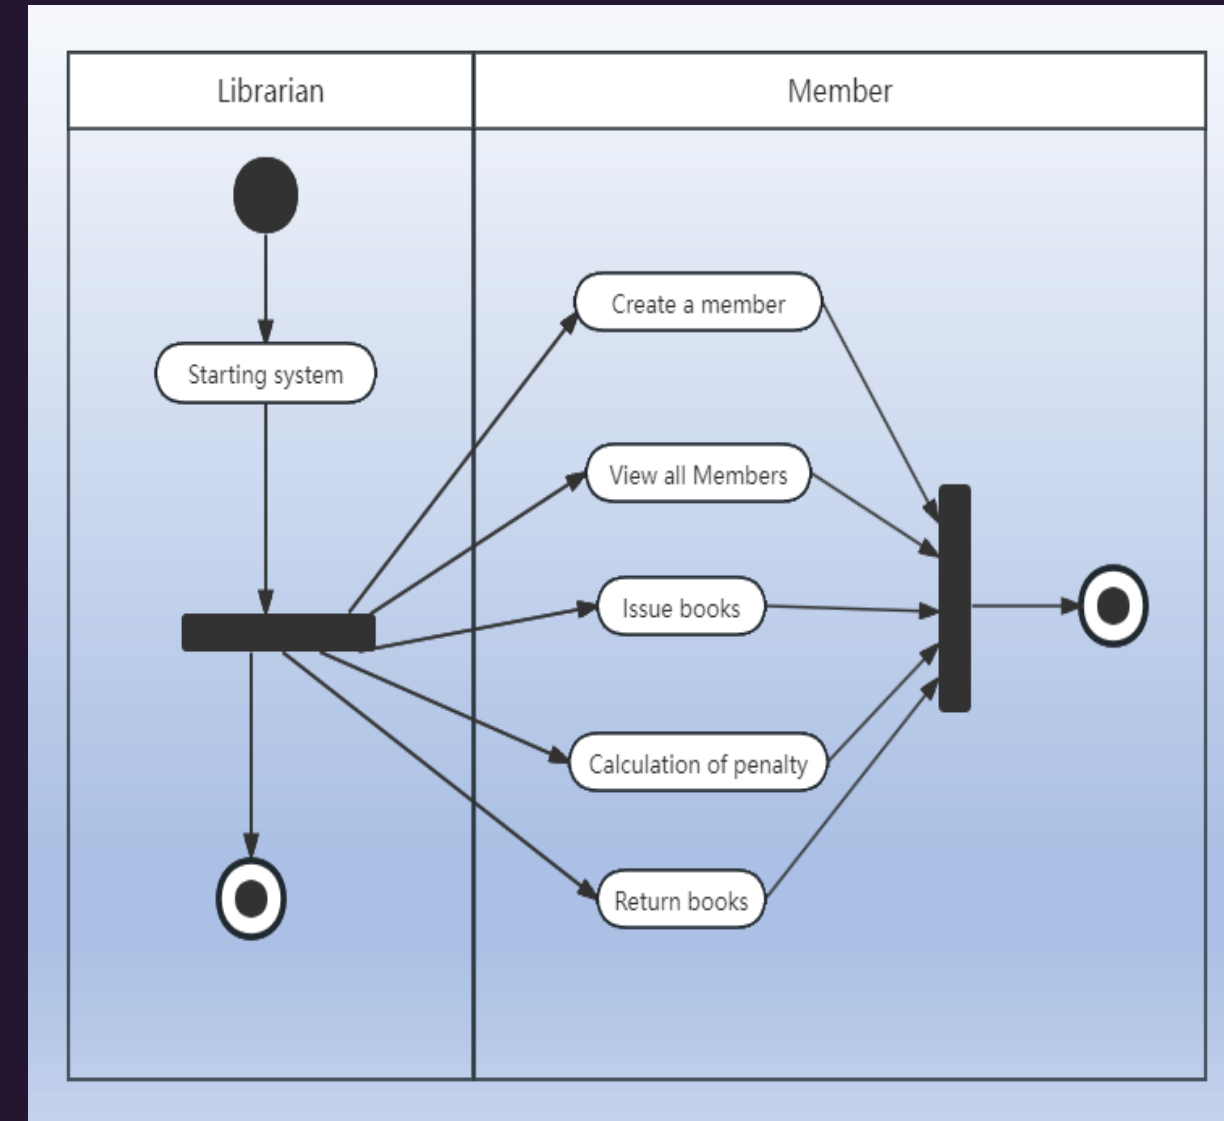 Librarian
Member
Starting system
Create a member
View all Members
Issue books
Calculation of penalty
Return books